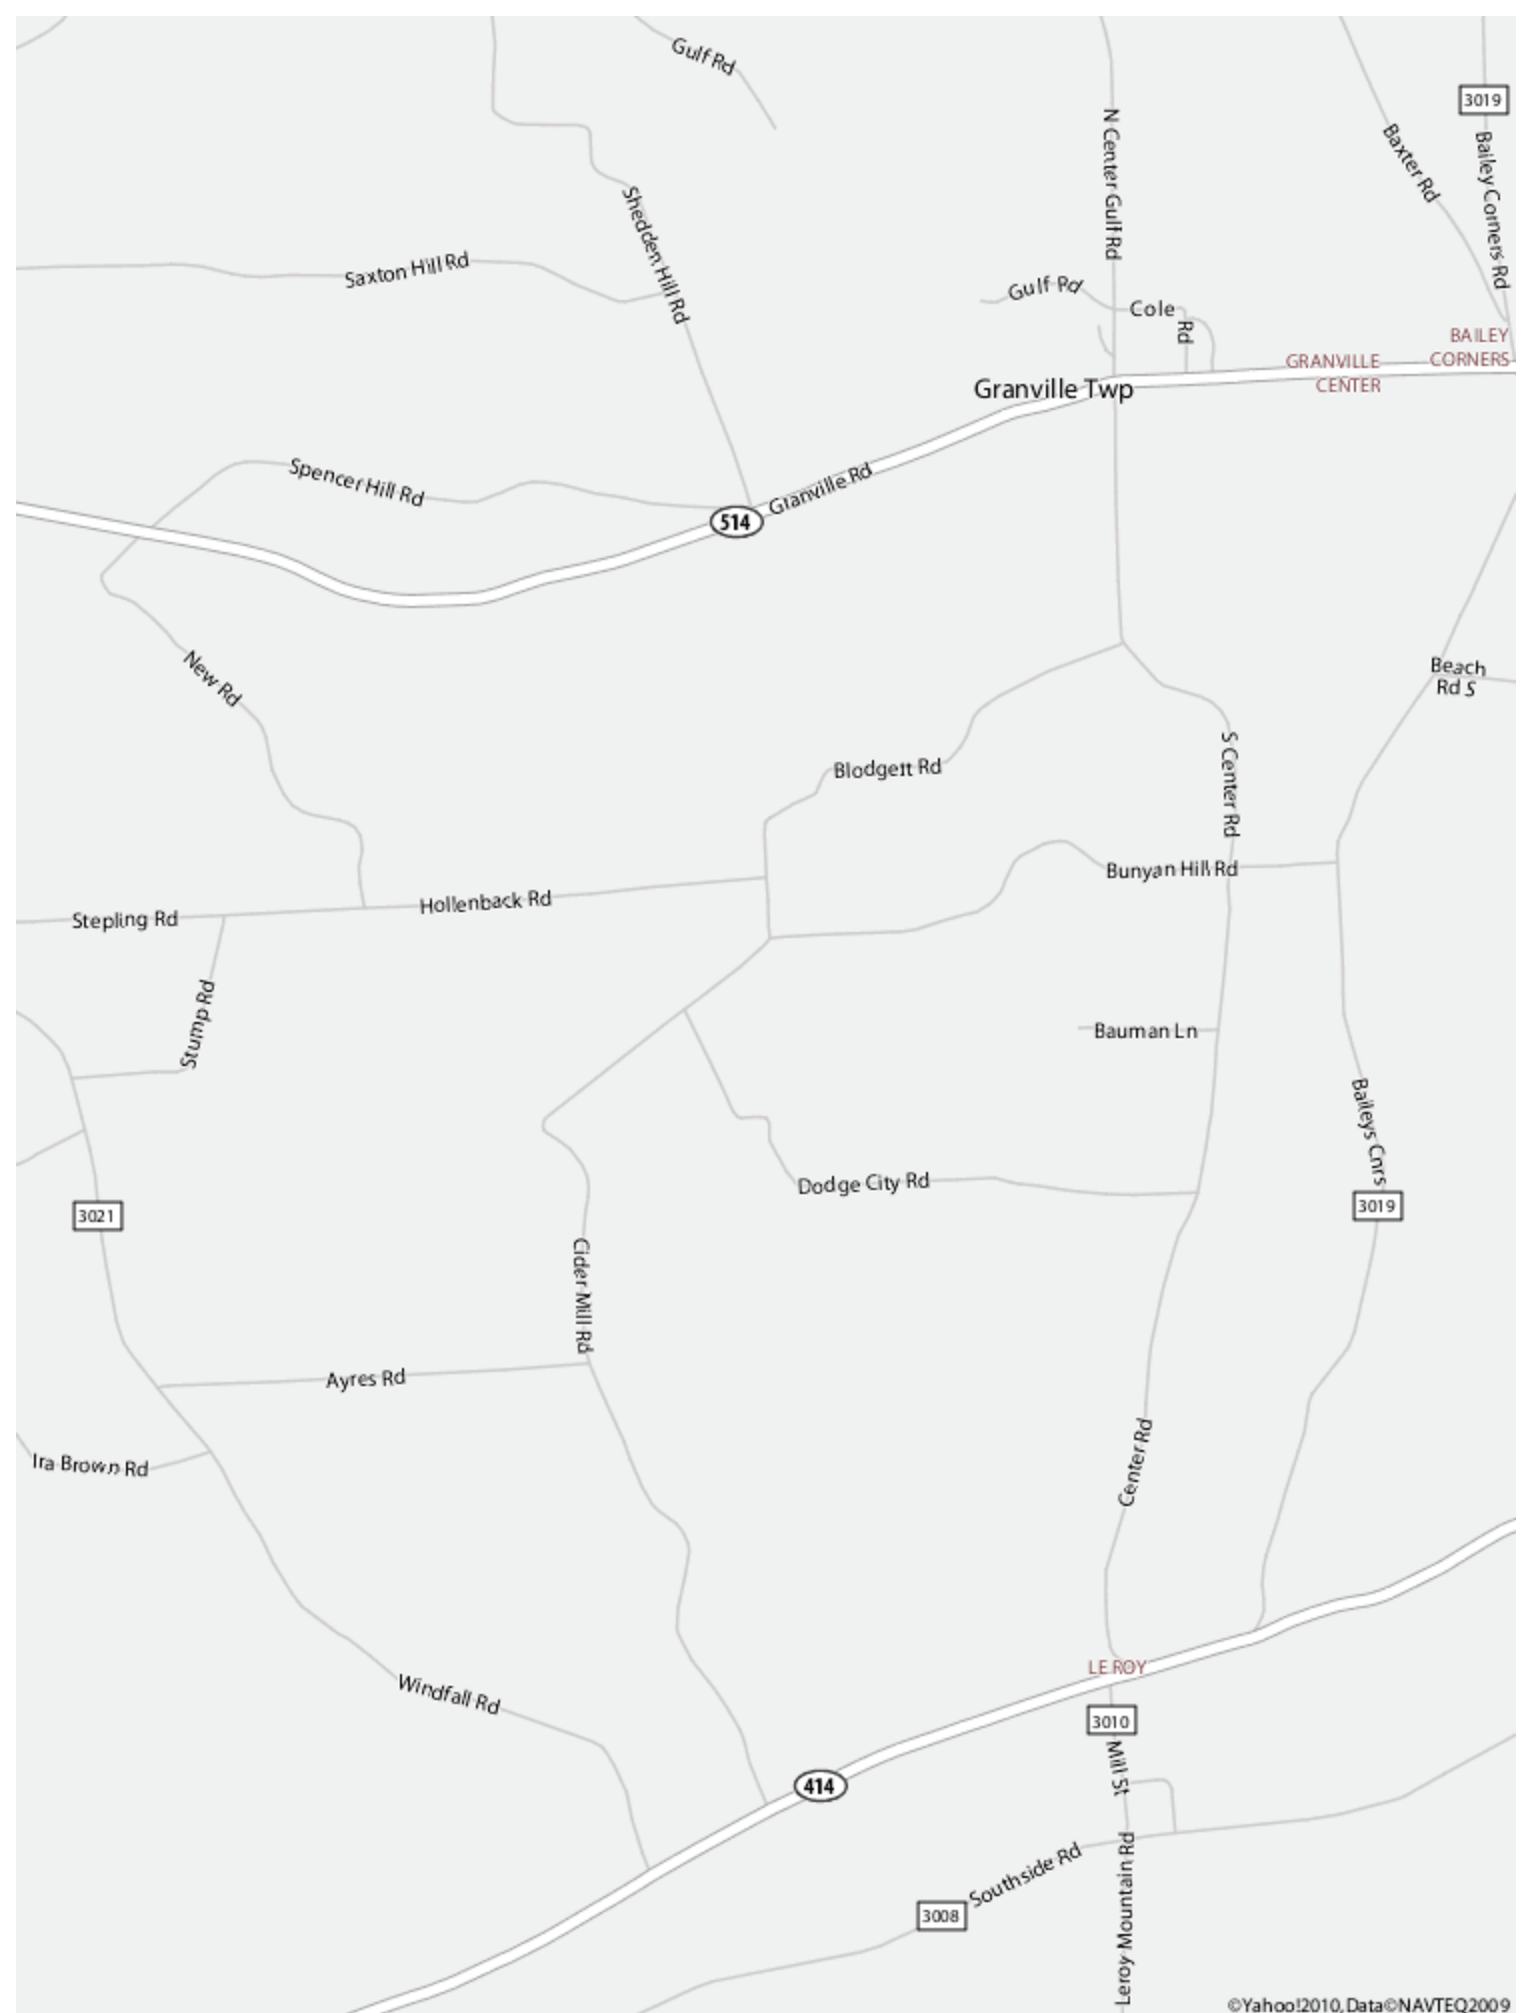 Gulf Rd
3019
N Center Gulf Rd
Baxter Rd
Bailey Corners Rd
Shedden Hill Rd
Saxton Hill Rd
Gulf Rd
Cole
Rd
BAILEY
CORNERS
GRANVILLE
CENTER
Granville Twp
Spencer Hill Rd
Granville Rd
514
New Rd
Beach
Rd S
S Center Rd
Blodgett Rd
Bunyan Hill Rd
Hollenback Rd
Stepling Rd
Stump Rd
Bauman Ln
Baileys Cnrs
Dodge City Rd
3021
3019
Cider Mill Rd
Ayres Rd
Center Rd
Ira Brown Rd
LE ROY
Windfall Rd
3010
Mill St
414
Southside Rd
Leroy Mountain Rd
3008
©Yahoo!2010, Data©NAVTEQ2009